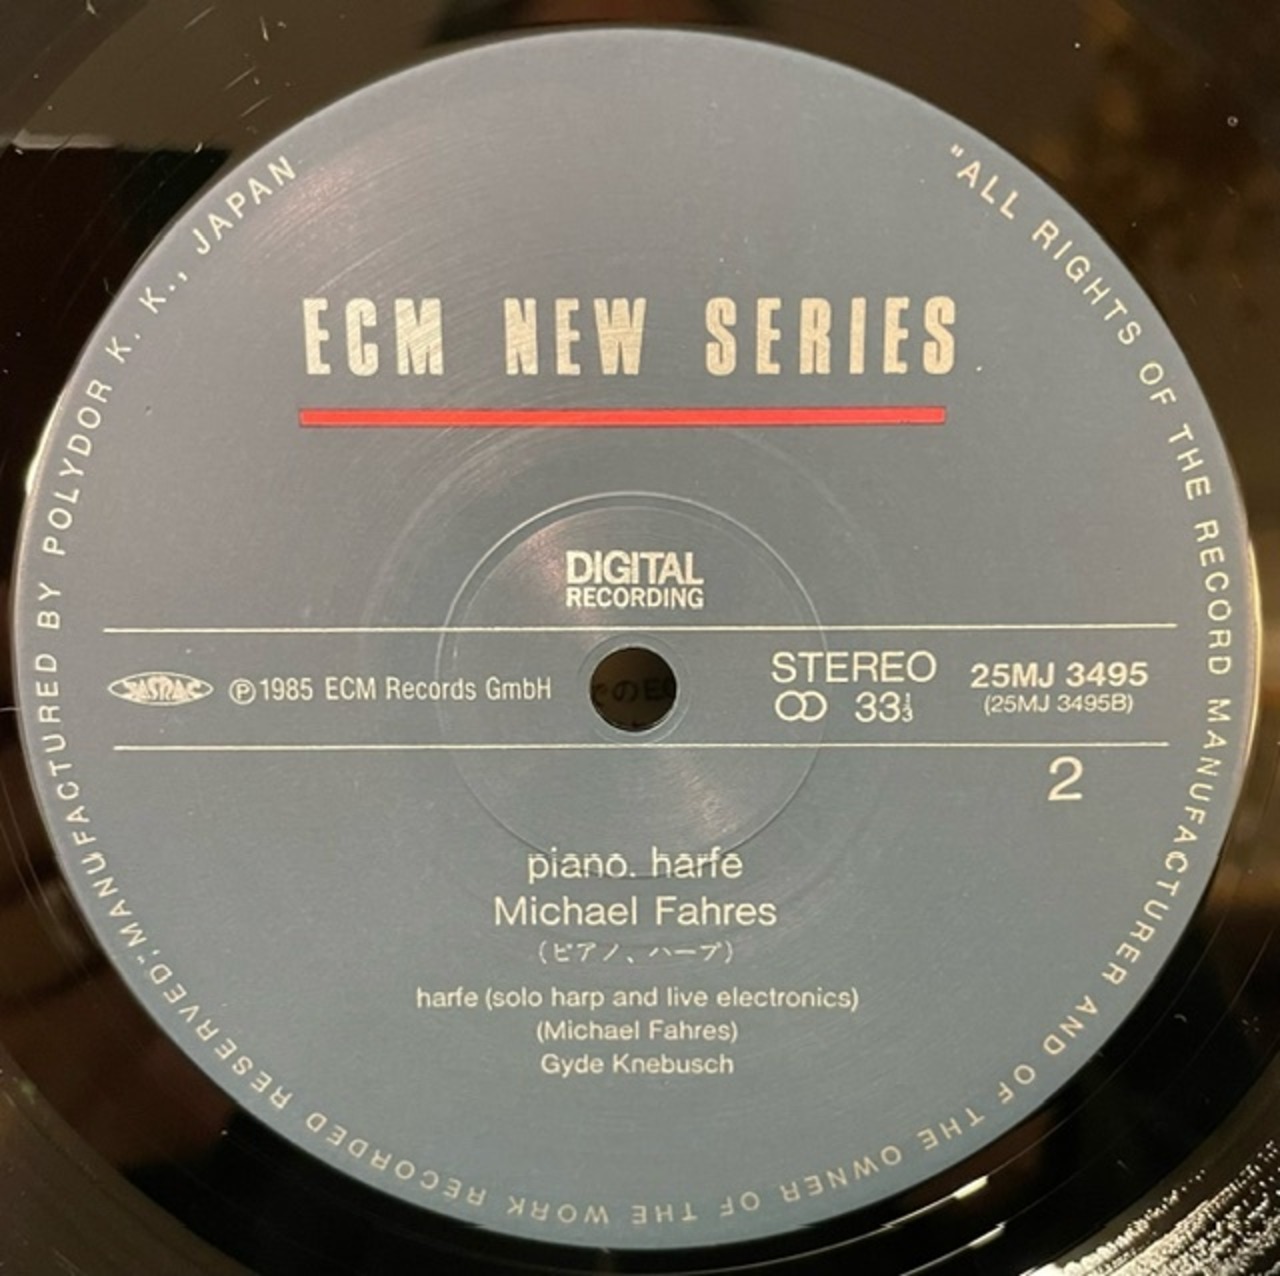 "ALL RIGHTS OF THE RECORD MANUFACTURER AND OF THE OWNER OF THE WORK RECORDED RESERVED", MANUFACTURED BY POLYDOR K. K., JAPAN
ECM NEW SERIES
DIGITAL
RECORDING
JASRAC
Ⓟ1985 ECM Records GmbH
STEREO
33⅓
25MJ 3495
(25MJ 3495B)
2
piano. harfe
Michael Fahres
(ピアノ、ハープ)
harfe (solo harp and live electronics)
(Michael Fahres)
Gyde Knebusch